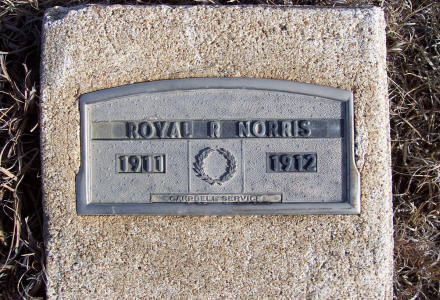 ROYAL R NORRIS
1911 1912
CAMPBELL SERVICE